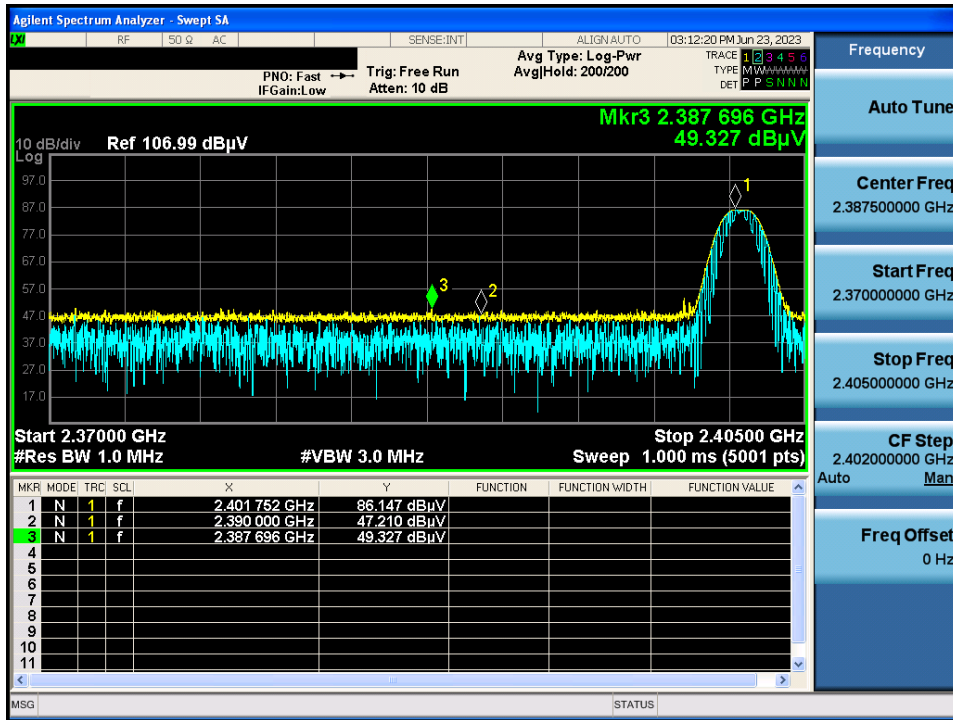 Agilent Spectrum Analyzer - Swept SA
LXI RF 50 Ω AC SENSE:INT ALIGN AUTO 03:12:20 PM Jun 23, 2023
PNO: Fast
IFGain:Low
Trig: Free Run
Atten: 10 dB
Avg Type: Log-Pwr
Avg|Hold: 200/200
TRACE 1 2 3 4 5 6
TYPE M W W W W W
DET P P S N N N
Mkr3 2.387 696 GHz
49.327 dBµV
10 dB/div Ref 106.99 dBµV
Log
97.0
87.0
77.0
67.0
57.0
47.0
37.0
27.0
17.0
1
3
2
Start 2.37000 GHz Stop 2.40500 GHz
#Res BW 1.0 MHz #VBW 3.0 MHz Sweep 1.000 ms (5001 pts)
MKR MODE TRC SCL X Y FUNCTION FUNCTION WIDTH FUNCTION VALUE
1 N 1 f 2.401 752 GHz 86.147 dBµV
2 N 1 f 2.390 000 GHz 47.210 dBµV
3 N 1 f 2.387 696 GHz 49.327 dBµV
4
5
6
7
8
9
10
11
MSG STATUS
Frequency
Auto Tune
Center Freq
2.387500000 GHz
Start Freq
2.370000000 GHz
Stop Freq
2.405000000 GHz
CF Step
2.402000000 GHz
Auto Man
Freq Offset
0 Hz